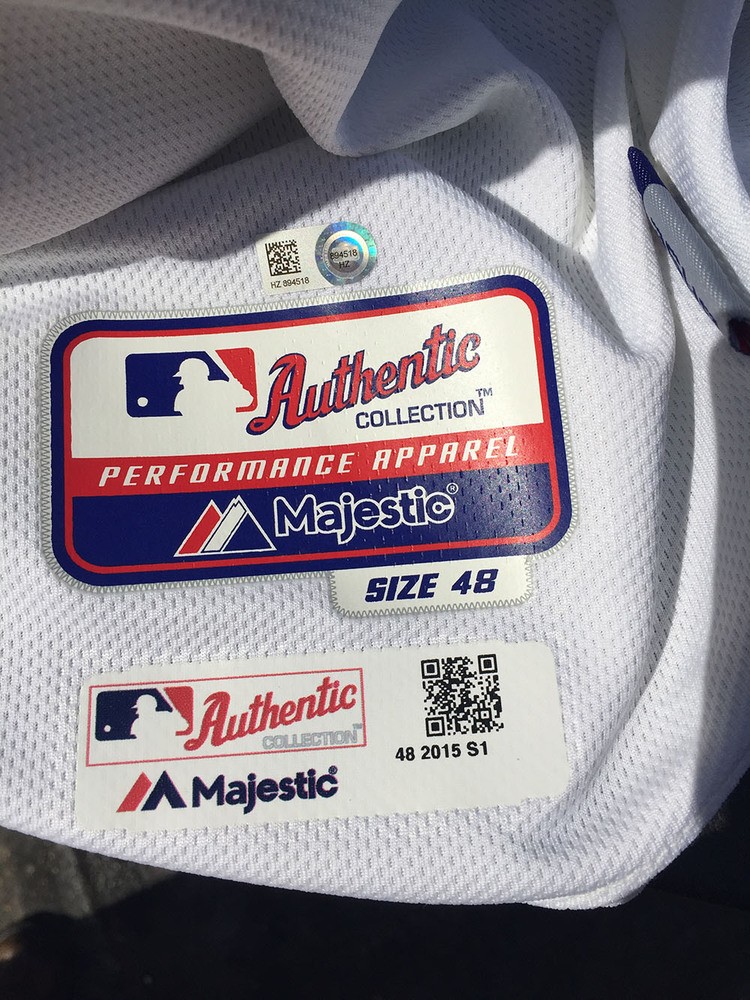 HZ 894518
894518
HZ
Authentic
COLLECTION™
PERFORMANCE APPAREL
Majestic®
SIZE 48
Authentic
COLLECTION™
Majestic®
48 2015 S1